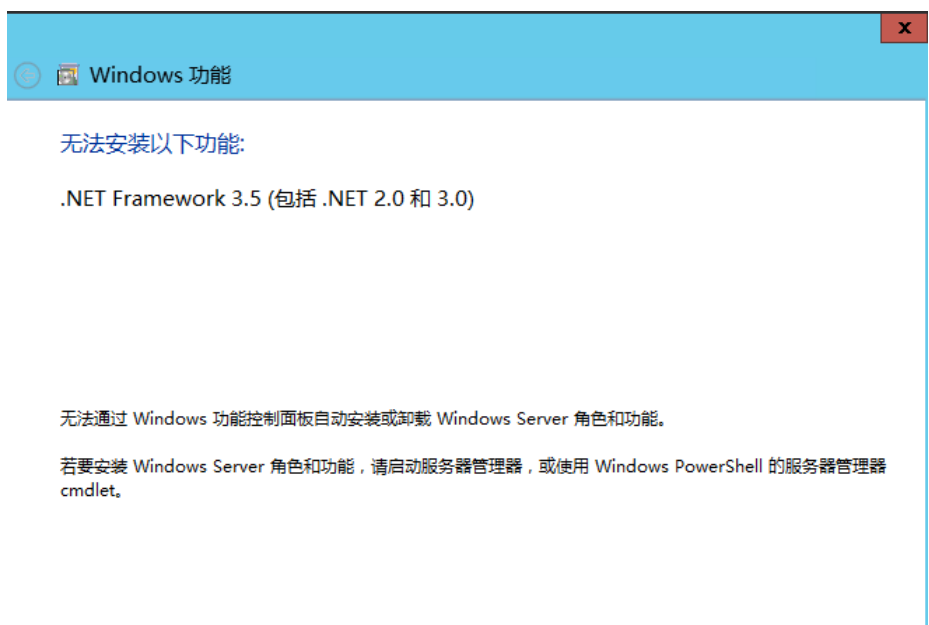 x
Windows 功能
无法安装以下功能:
.NET Framework 3.5 (包括 .NET 2.0 和 3.0)
无法通过 Windows 功能控制面板自动安装或卸载 Windows Server 角色和功能。
若要安装 Windows Server 角色和功能，请启动服务器管理器，或使用 Windows PowerShell 的服务器管理器
cmdlet。